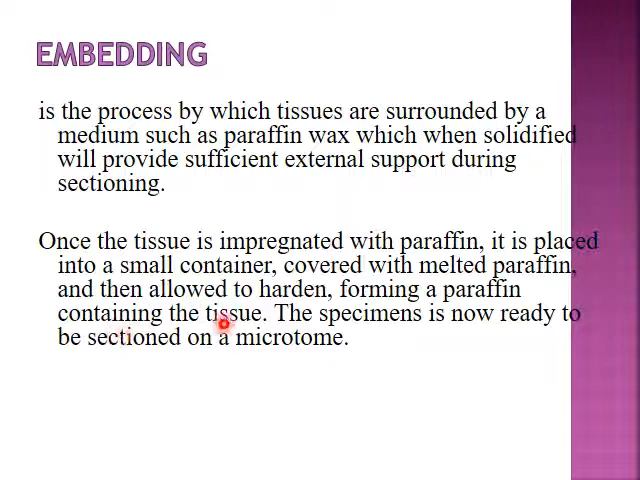 EMBEDDING
is the process by which tissues are surrounded by a
medium such as paraffin wax which when solidified
will provide sufficient external support during
sectioning.
Once the tissue is impregnated with paraffin, it is placed
into a small container, covered with melted paraffin,
and then allowed to harden, forming a paraffin
containing the tissue. The specimens is now ready to
be sectioned on a microtome.